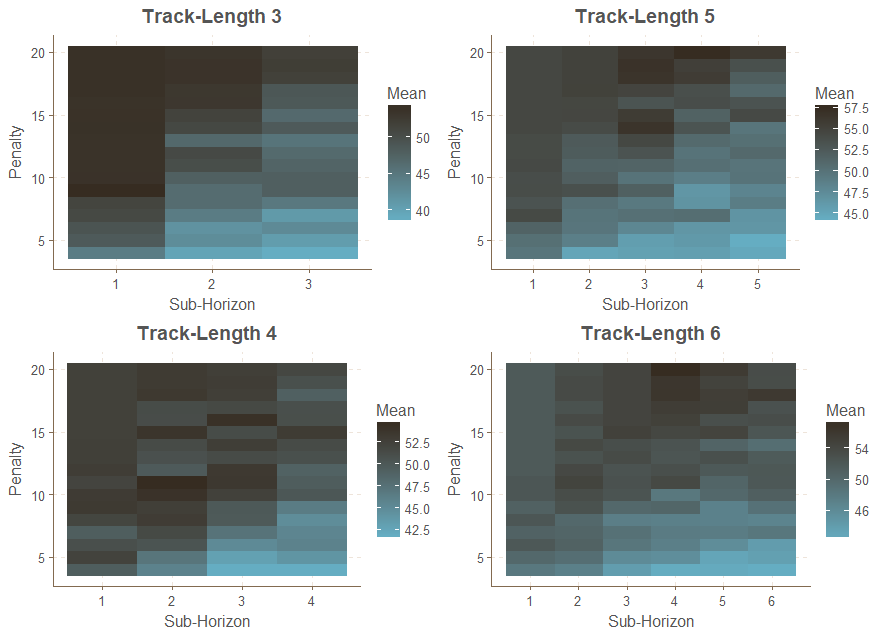 Track-Length 3
Penalty
20
15
10
5
1 2 3
Sub-Horizon
Mean
50
45
40
Track-Length 5
Penalty
20
15
10
5
1 2 3 4 5
Sub-Horizon
Mean
57.5
55.0
52.5
50.0
47.5
45.0
Track-Length 4
Penalty
20
15
10
5
1 2 3 4
Sub-Horizon
Mean
52.5
50.0
47.5
45.0
42.5
Track-Length 6
Penalty
20
15
10
5
1 2 3 4 5 6
Sub-Horizon
Mean
54
50
46